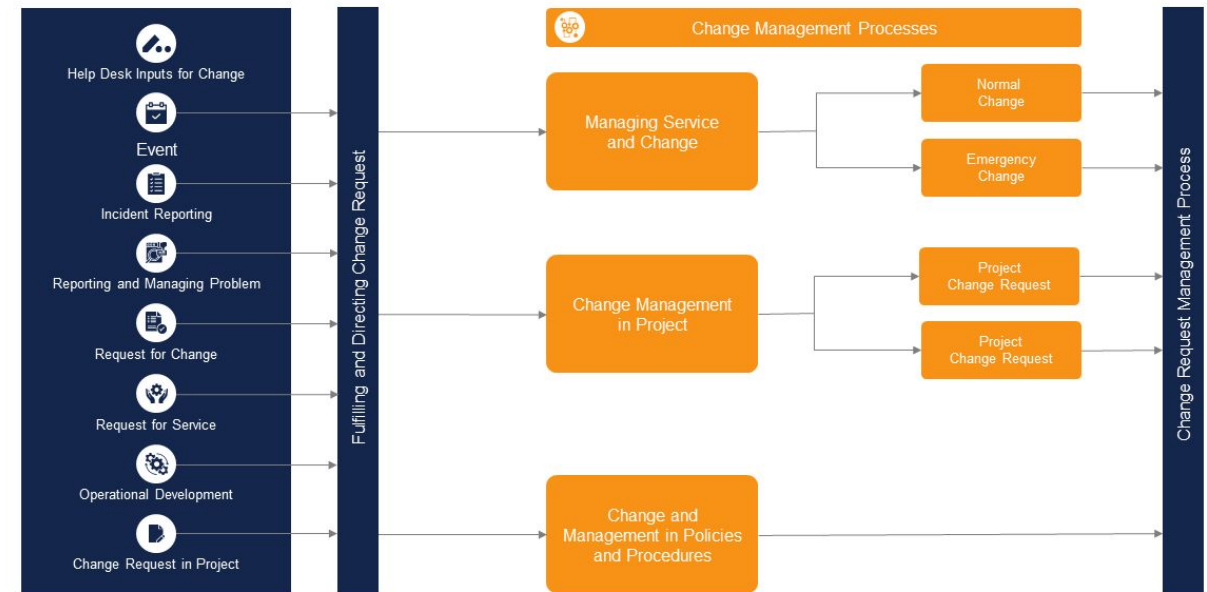 Help Desk Inputs for Change
Event
Incident Reporting
Reporting and Managing Problem
Request for Change
Request for Service
Operational Development
Change Request in Project
Fulfilling and Directing Change Request
Change Management Processes
Managing Service
and Change
Normal
Change
Emergency
Change
Change Management
in Project
Project
Change Request
Project
Change Request
Change and
Management in Policies
and Procedures
Change Request Management Process